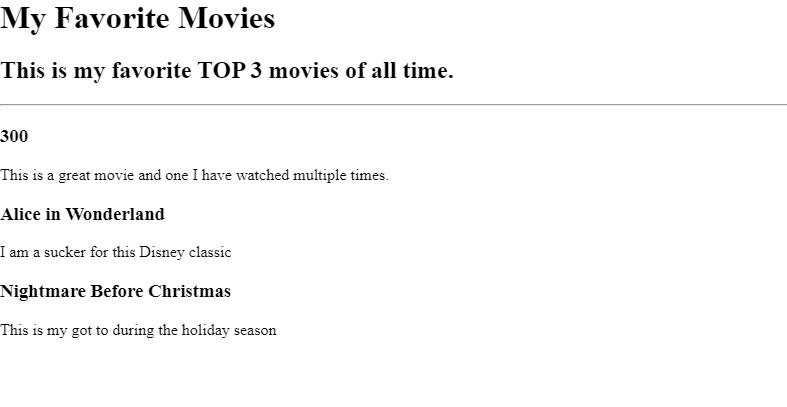 My Favorite Movies
This is my favorite TOP 3 movies of all time.
300
This is a great movie and one I have watched multiple times.
Alice in Wonderland
I am a sucker for this Disney classic
Nightmare Before Christmas
This is my got to during the holiday season